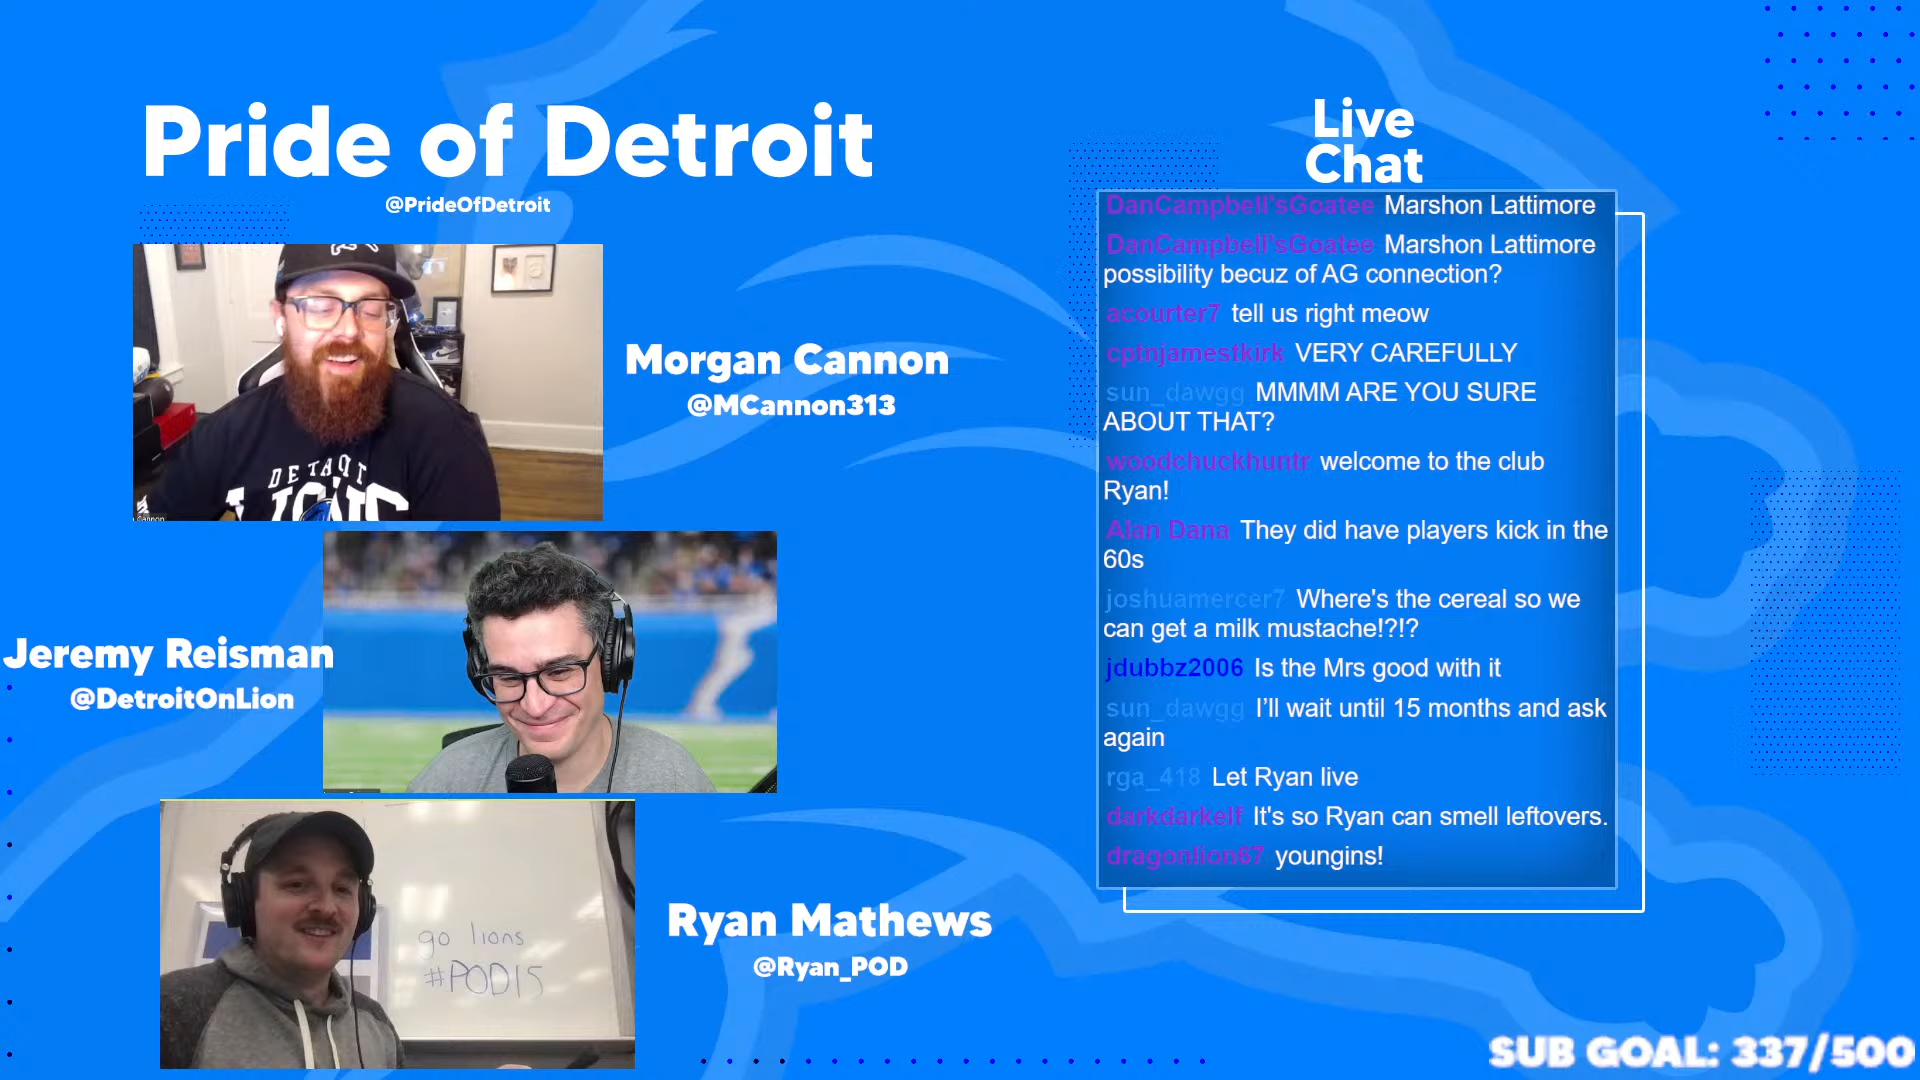 Pride of Detroit
@PrideOfDetroit
Morgan Cannon
@MCannon313
DETROIT
LIONS
Cannon
Jeremy Reisman
@DetroitOnLion
Ryan Mathews
@Ryan_POD
go lions
#POD15
Live
Chat
DanCampbell'sGoatee Marshon Lattimore
DanCampbell'sGoatee Marshon Lattimore
possibility becuz of AG connection?
acourter7 tell us right meow
cptnjamestkirk VERY CAREFULLY
sun_dawgg MMMM ARE YOU SURE
ABOUT THAT?
woodchuckhuntr welcome to the club
Ryan!
Alan Dana They did have players kick in the
60s
joshuamercer7 Where's the cereal so we
can get a milk mustache!?!?
jdubbz2006 Is the Mrs good with it
sun_dawgg I’ll wait until 15 months and ask
again
rga_418 Let Ryan live
darkdarkelf It's so Ryan can smell leftovers.
dragonlion67 youngins!
SUB GOAL: 337/500